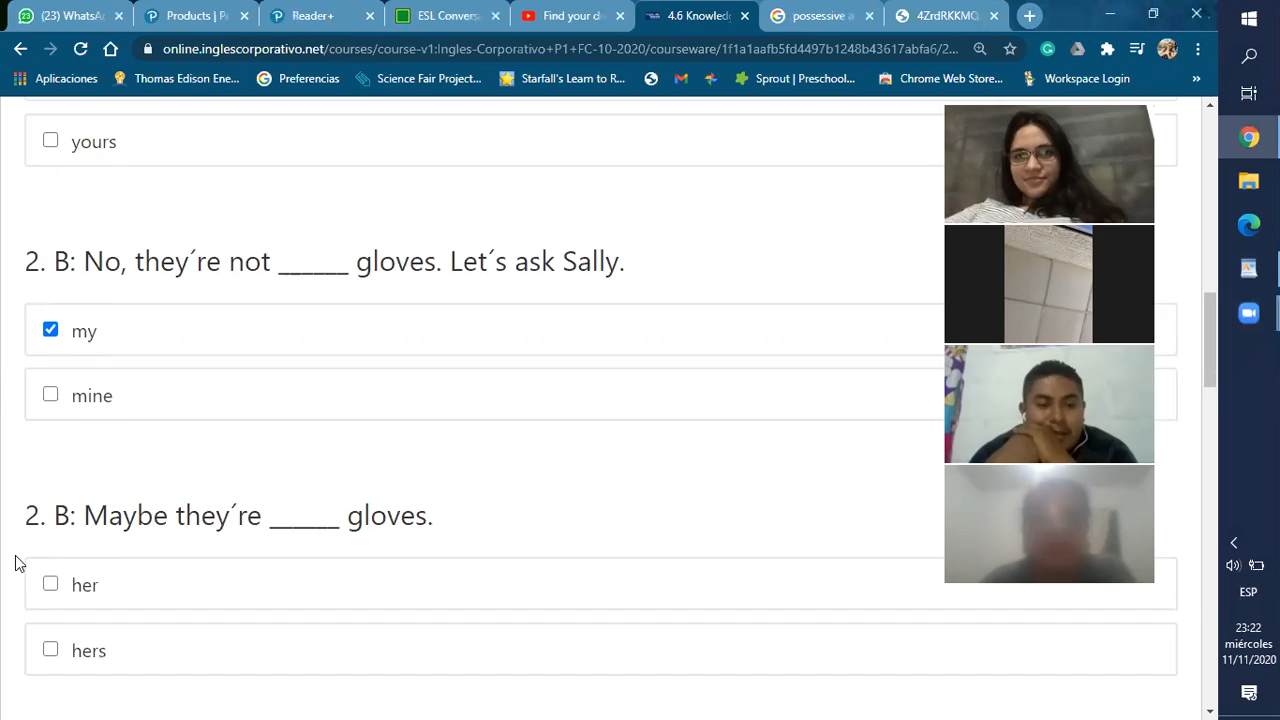 (23) WhatsA
Products | P
Reader+
ESL Convers
Find your d
4.6 Knowled
possessive a
4ZrdRKKMQ
online.inglescorporativo.net/courses/course-v1:Ingles-Corporativo+P1+FC-10-2020/courseware/1f1a1aafb5fd4497b1248b43617abfa6/2...
Aplicaciones
Thomas Edison Ene...
Preferencias
Science Fair Project...
Starfall's Learn to R...
Sprout | Preschool...
Chrome Web Store...
Workspace Login
»
yours
2. B: No, they´re not ______ gloves. Let´s ask Sally.
my
mine
2. B: Maybe they´re ______ gloves.
her
hers
ESP
23:22
miércoles
11/11/2020